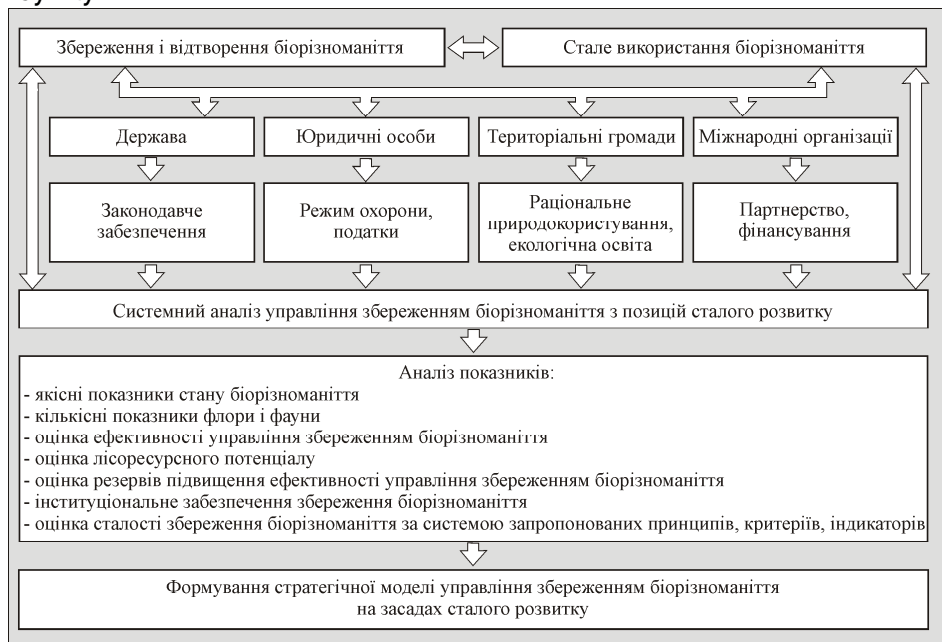 Збереження і відтворення біорізноманіття
Стале використання біорізноманіття
Держава
Юридичні особи
Територіальні громади
Міжнародні організації
Законодавче
забезпечення
Режим охорони,
податки
Раціональне
природокористування,
екологічна освіта
Партнерство,
фінансування
Системний аналіз управління збереженням біорізноманіття з позицій сталого розвитку
Аналіз показників:
- якісні показники стану біорізноманіття
- кількісні показники флори і фауни
- оцінка ефективності управління збереженням біорізноманіття
- оцінка лісоресурсного потенціалу
- оцінка резервів підвищення ефективності управління збереженням біорізноманіття
- інституціональне забезпечення збереження біорізноманіття
- оцінка сталості збереження біорізноманіття за системою запропонованих принципів, критеріїв, індикаторів
Формування стратегічної моделі управління збереженням біорізноманіття
на засадах сталого розвитку